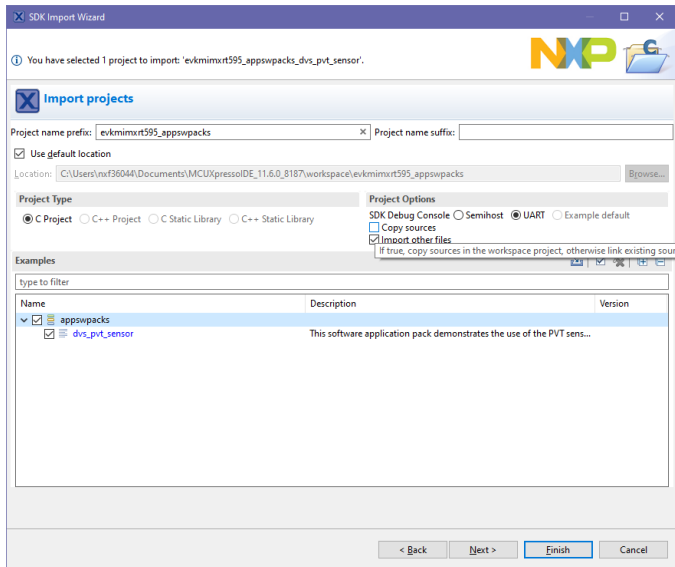 SDK Import Wizard
You have selected 1 project to import: 'evkmimxrt595_appswpacks_dvs_pvt_sensor'.
NXP
Import projects
Project name prefix: evkmimxrt595_appswpacks Project name suffix:
Use default location
Location: C:\Users\nxf36044\Documents\MCUXpressoIDE_11.6.0_8187\workspace\evkmimxrt595_appswpacks Browse...
Project Type Project Options
C Project C++ Project C Static Library C++ Static Library SDK Debug Console Semihost UART Example default
Copy sources
Import other files
If true, copy sources in the workspace project, otherwise link existing sour
Examples
type to filter
Name Description Version
appswpacks
dvs_pvt_sensor This software application pack demonstrates the use of the PVT sens...
< Back Next > Finish Cancel